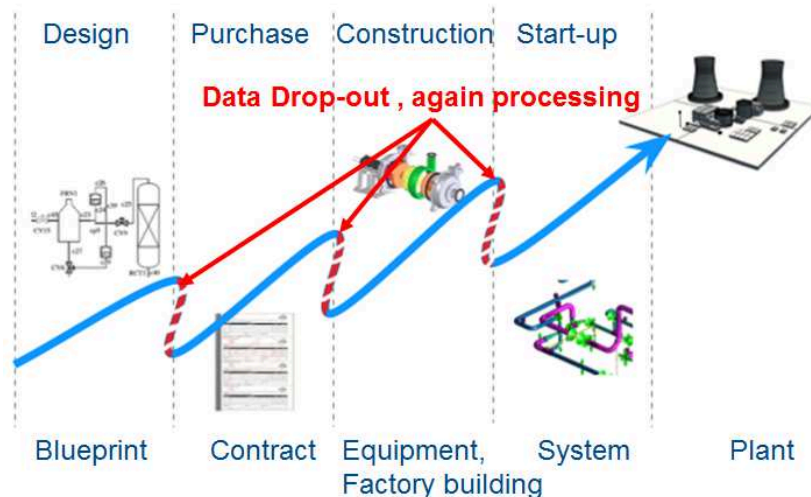 Design
Purchase
Construction
Start-up
Data Drop-out , again processing
Blueprint
Contract
Equipment,
Factory building
System
Plant